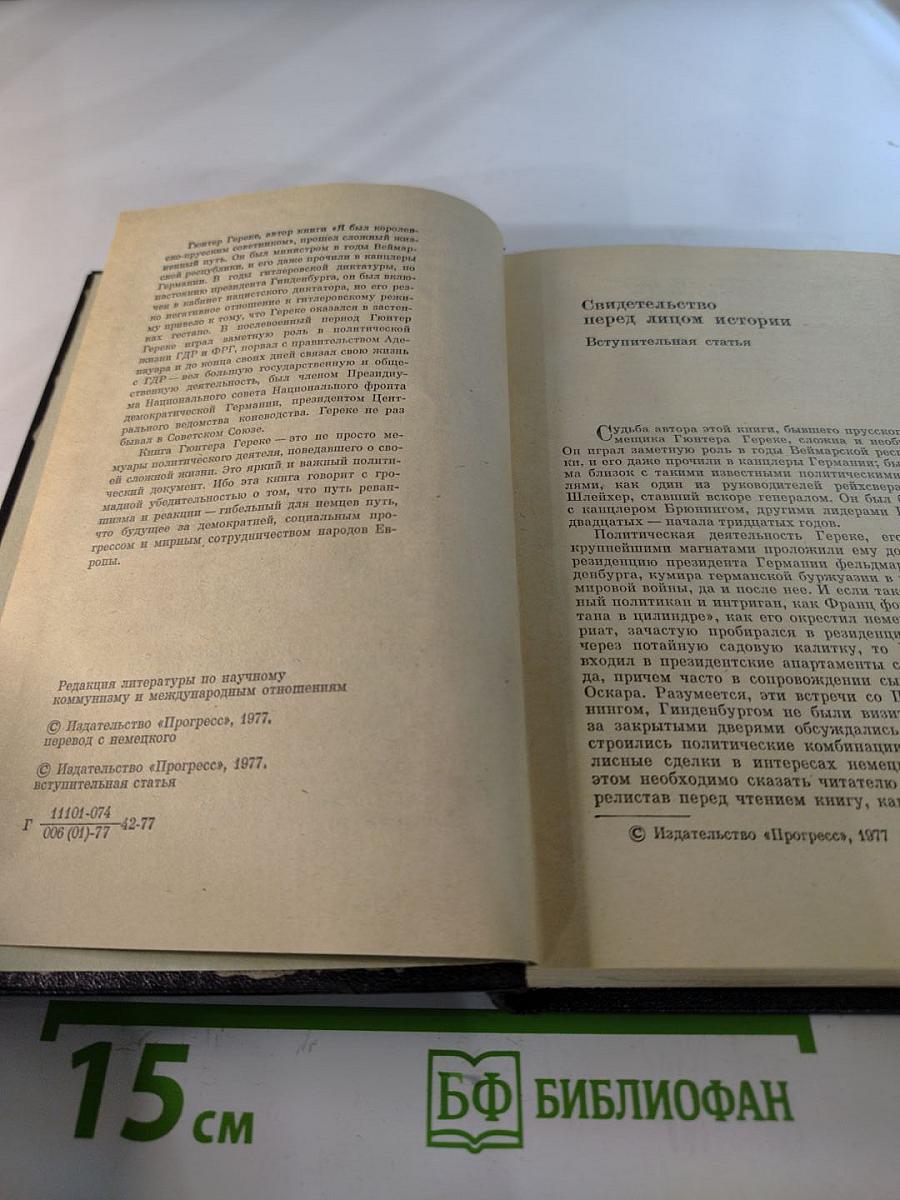 Гюнтер Гереке, автор книги «Я был королев-
ско-прусским советником», прошел сложный жиз-
ненный путь. Он был министром в годы Веймар-
ской республики, и его даже прочили в канцлеры
Германии. В годы гитлеровской диктатуры, по
настоянию президента Гинденбурга, он был вклю-
чен в кабинет нацистского диктатора, но его рез-
ко негативное отношение к гитлеровскому режи-
му привело к тому, что Гереке оказался в застен-
ках гестапо. В послевоенный период Гюнтер
Гереке играл заметную роль в политической
жизни ГДР и ФРГ, порвал с правительством Аде-
науэра и до конца своих дней связал свою жизнь
с ГДР — вел большую государственную и обще-
ственную деятельность, был членом Президиу-
ма Национального совета Национального фронта
демократической Германии, президентом Цент-
рального ведомства коневодства. Гереке не раз
бывал в Советском Союзе.
Книга Гюнтера Гереке — это не просто ме-
муары политического деятеля, поведавшего о сво-
ей сложной жизни. Это яркий и важный полити-
ческий документ. Ибо эта книга говорит с гро-
мадной убедительностью о том, что путь реван-
шизма и реакции — гибельный для немцев путь,
что будущее за демократией, социальным про-
грессом и мирным сотрудничеством народов Ев-
ропы.
Редакция литературы по научному
коммунизму и международным отношениям
© Издательство «Прогресс», 1977.
перевод с немецкого
© Издательство «Прогресс», 1977.
вступительная статья
Г 11101-074
006 (01)-77 42-77
Свидетельство
перед лицом истории
Вступительная статья
Судьба автора этой книги, бывшего прусског
мещика Гюнтера Гереке, сложна и необы
Он играл заметную роль в годы Веймарской респ
ки, и его даже прочили в канцлеры Германии; бы
ма близок с такими известными политическими
лями, как один из руководителей рейхсвера
Шлейхер, ставший вскоре генералом. Он был
с канцлером Брюнингом, другими лидерами
двадцатых — начала тридцатых годов.
Политическая деятельность Гереке, его
крупнейшими магнатами проложили ему до
резиденцию президента Германии фельдмар
денбурга, кумира германской буржуазии в
мировой войны, да и после нее. И если так
ный политикан и интриган, как Франц фо
тана в цилиндре», как его окрестил немец
риат, зачастую пробирался в резиденци
через потайную садовую калитку, то
входил в президентские апартаменты с
да, причем часто в сопровождении сы
Оскара. Разумеется, эти встречи со
нингом, Гинденбургом не были визит
за закрытыми дверями обсуждались
строились политические комбинации
лисные сделки в интересах немец
этом необходимо сказать читателю
релистав перед чтением книгу, как
© Издательство «Прогресс», 1977
15 см
БФ БИБЛИОФАН